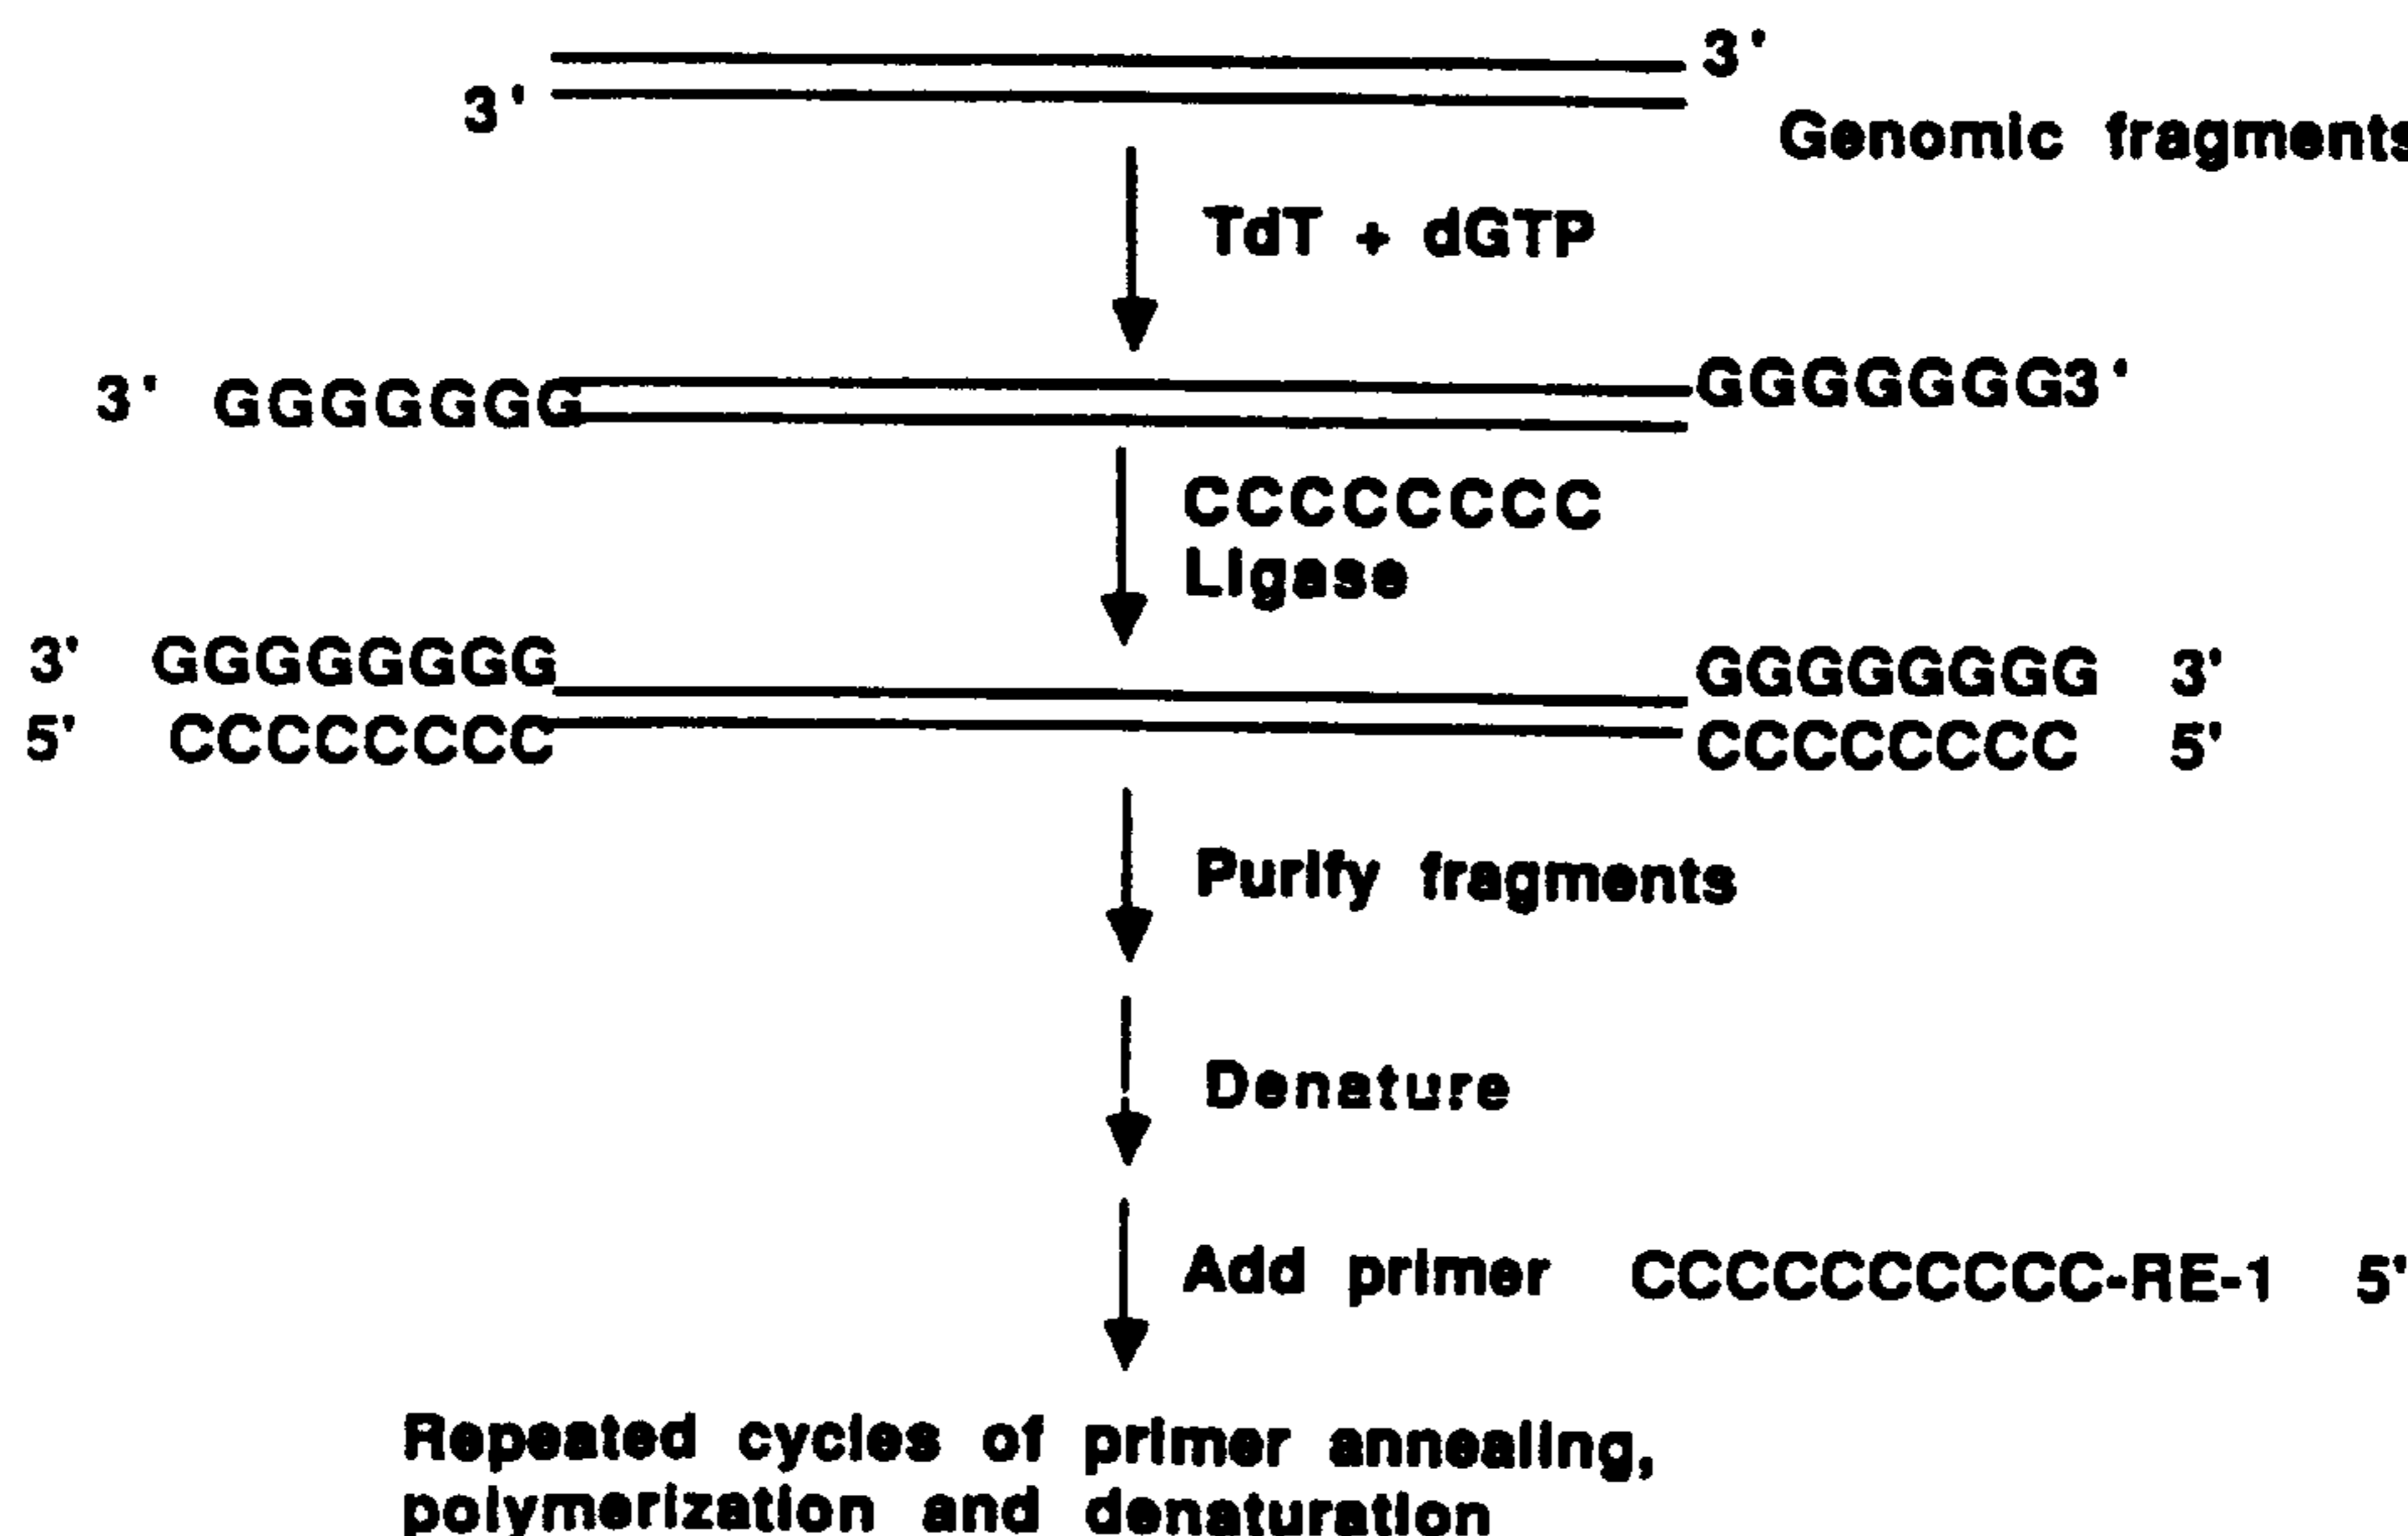 3'
3'
Genomic fragments
TdT + dGTP
3' GGGGGGG GGGGGGG3'
CCCCCCCC
Ligase
3' GGGGGGGG GGGGGGGG 3'
5' CCCCCCCC CCCCCCCC 5'
Purify fragments
Denature
Add primer CCCCCCCCCC-RE-1 5'
Repeated cycles of primer annealing,
polymerization and denaturation